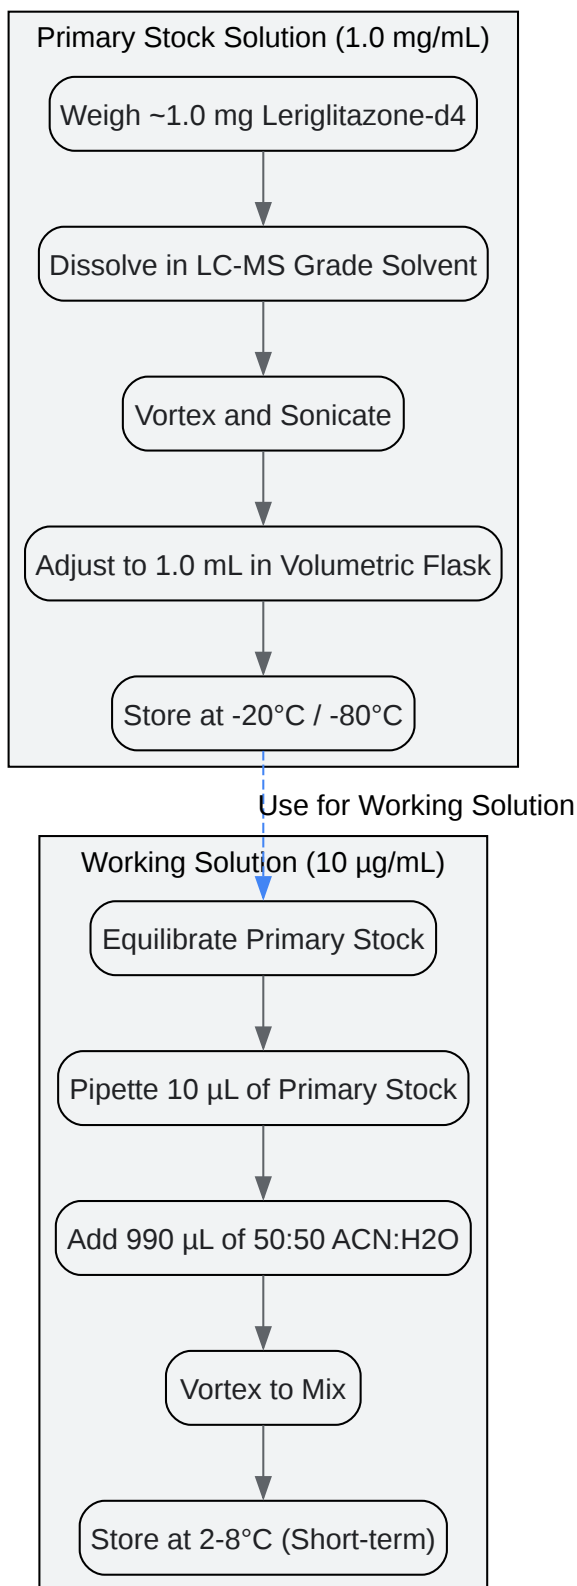 Primary Stock Solution (1.0 mg/mL)
Weigh ~1.0 mg Leriglitazone-d4
Dissolve in LC-MS Grade Solvent
Vortex and Sonicate
Adjust to 1.0 mL in Volumetric Flask
Store at -20°C / -80°C
Use for Working Solution
Working Solution (10 µg/mL)
Equilibrate Primary Stock
Pipette 10 µL of Primary Stock
Add 990 µL of 50:50 ACN:H2O
Vortex to Mix
Store at 2-8°C (Short-term)